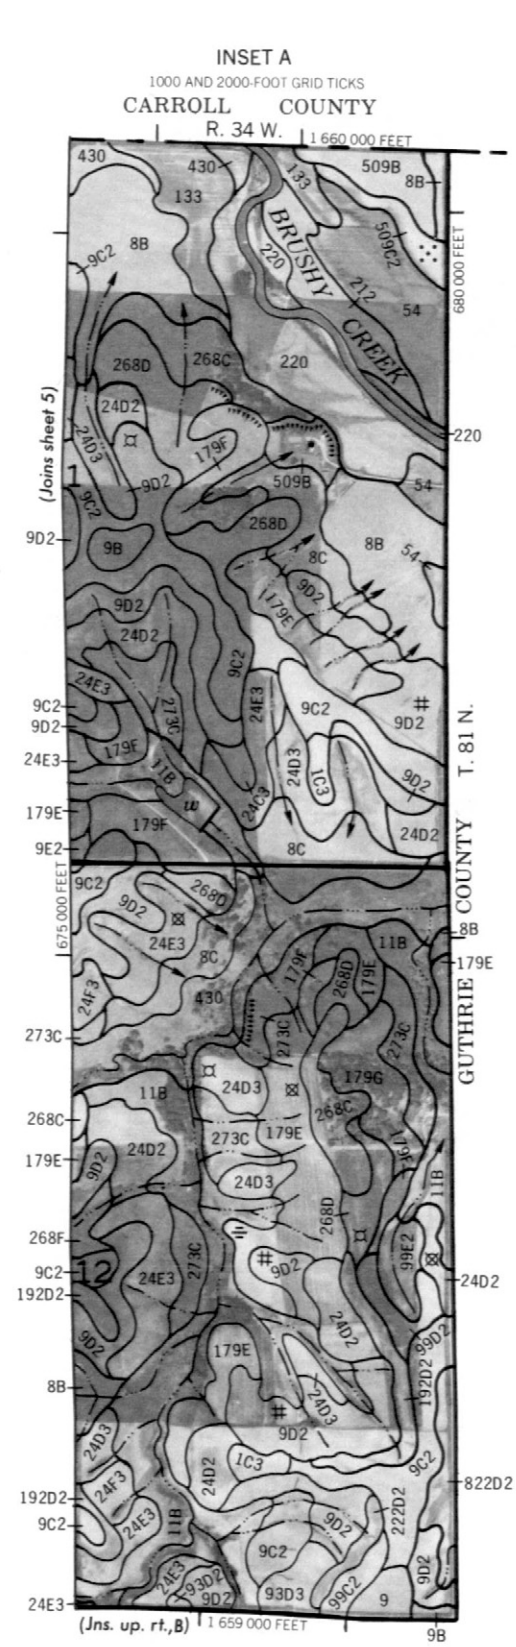 INSET A
1000 AND 2000-FOOT GRID TICKS
CARROLL COUNTY
R. 34 W.
1 660 000 FEET
430
430
133
509B
8B
133
8B
BRUSHY
509C2
680 000 FEET
9C2
220
212
54
CREEK
268D
268C
220
24D2
(Joins sheet 5)
220
24D3
179F
1
9D2
509B
54
9C2
268D
9D2
9B
8C
8B
54
9D2
9D2
179E
24D2
9C2
24E3
9C2
24E3
273C
9C2
9D2
9D2
T. 81 N.
179F
24E3
11B
24D3
1C3
9D2
W
179E
179F
24C3
24D2
9E2
8C
675 000 FEET
9C2
268D
GUTHRIE COUNTY
9D2
24E3
8C
11B
8B
179F
179E
24F3
430
268D
179E
273C
273C
273C
24D3
179G
11B
268C
268C
273C
179E
24D2
179E
9D2
24D3
179F
11B
268D
268F
99E2
9C2
12
24E3
273C
9D2
24D2
192D2
24D2
9D2
179E
99D2
8B
24D3
192D2
9D2
24D3
24D2
1C3
9C2
822D2
24F3
192D2
9D2
222D2
9C2
24E3
11B
9C2
9D2
24E3
93D2
24E3
9D2
93D3
99C2
9
(Jns. up. rt.,B)
1 659 000 FEET
9B